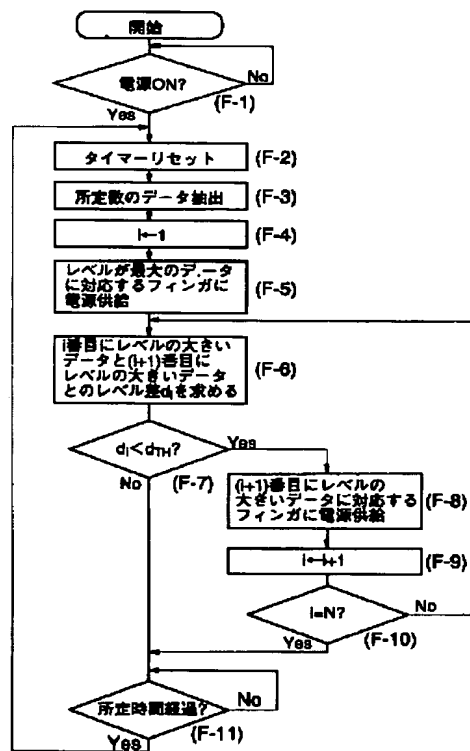 開始
電源ON?
No
(F-1)
Yes
タイマーリセット
(F-2)
所定数のデータ抽出
(F-3)
i←1
(F-4)
レベルが最大のデータ
に対応するフィンガに
電源供給
(F-5)
i番目にレベルの大きい
データと(i+1)番目に
レベルの大きいデータ
とのレベル差diを求める
(F-6)
di<dTH?
Yes
(F-7)
No
(i+1)番目にレベルの
大きいデータに対応する
フィンガに電源供給
(F-8)
i←i+1
(F-9)
i=N?
No
Yes
(F-10)
所定時間経過?
No
(F-11)
Yes